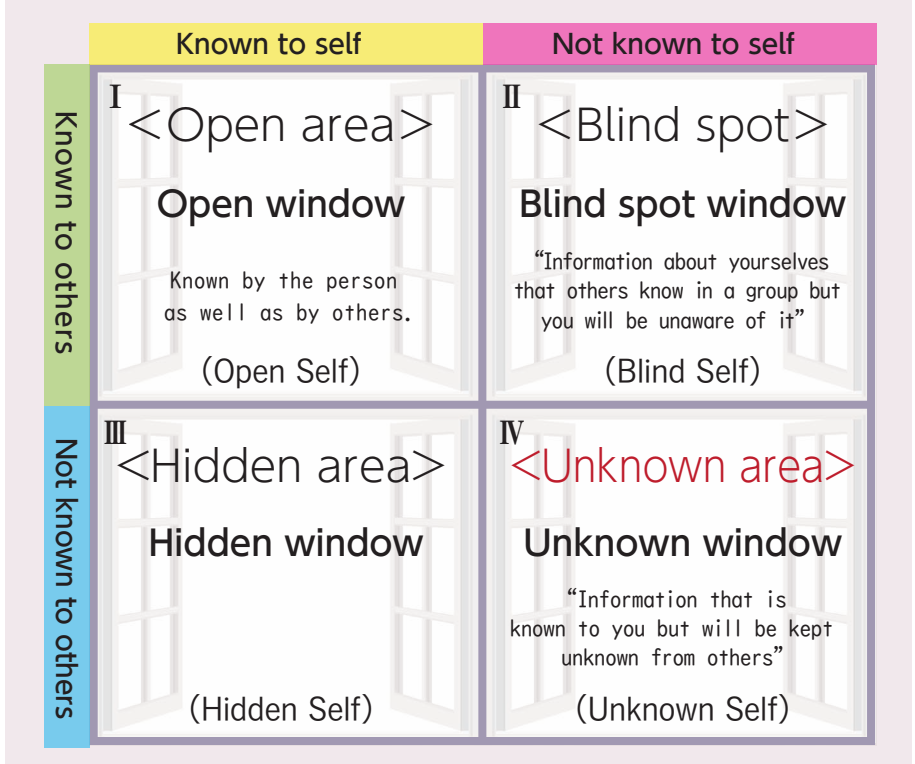 Known to self
Not known to self
Known to others
I
<Open area>
Open window
Known by the person
as well as by others.
(Open Self)
II
<Blind spot>
Blind spot window
“Information about yourselves
that others know in a group but
you will be unaware of it”
(Blind Self)
Not known to others
III
<Hidden area>
Hidden window
(Hidden Self)
IV
<Unknown area>
Unknown window
“Information that is
known to you but will be kept
unknown from others”
(Unknown Self)